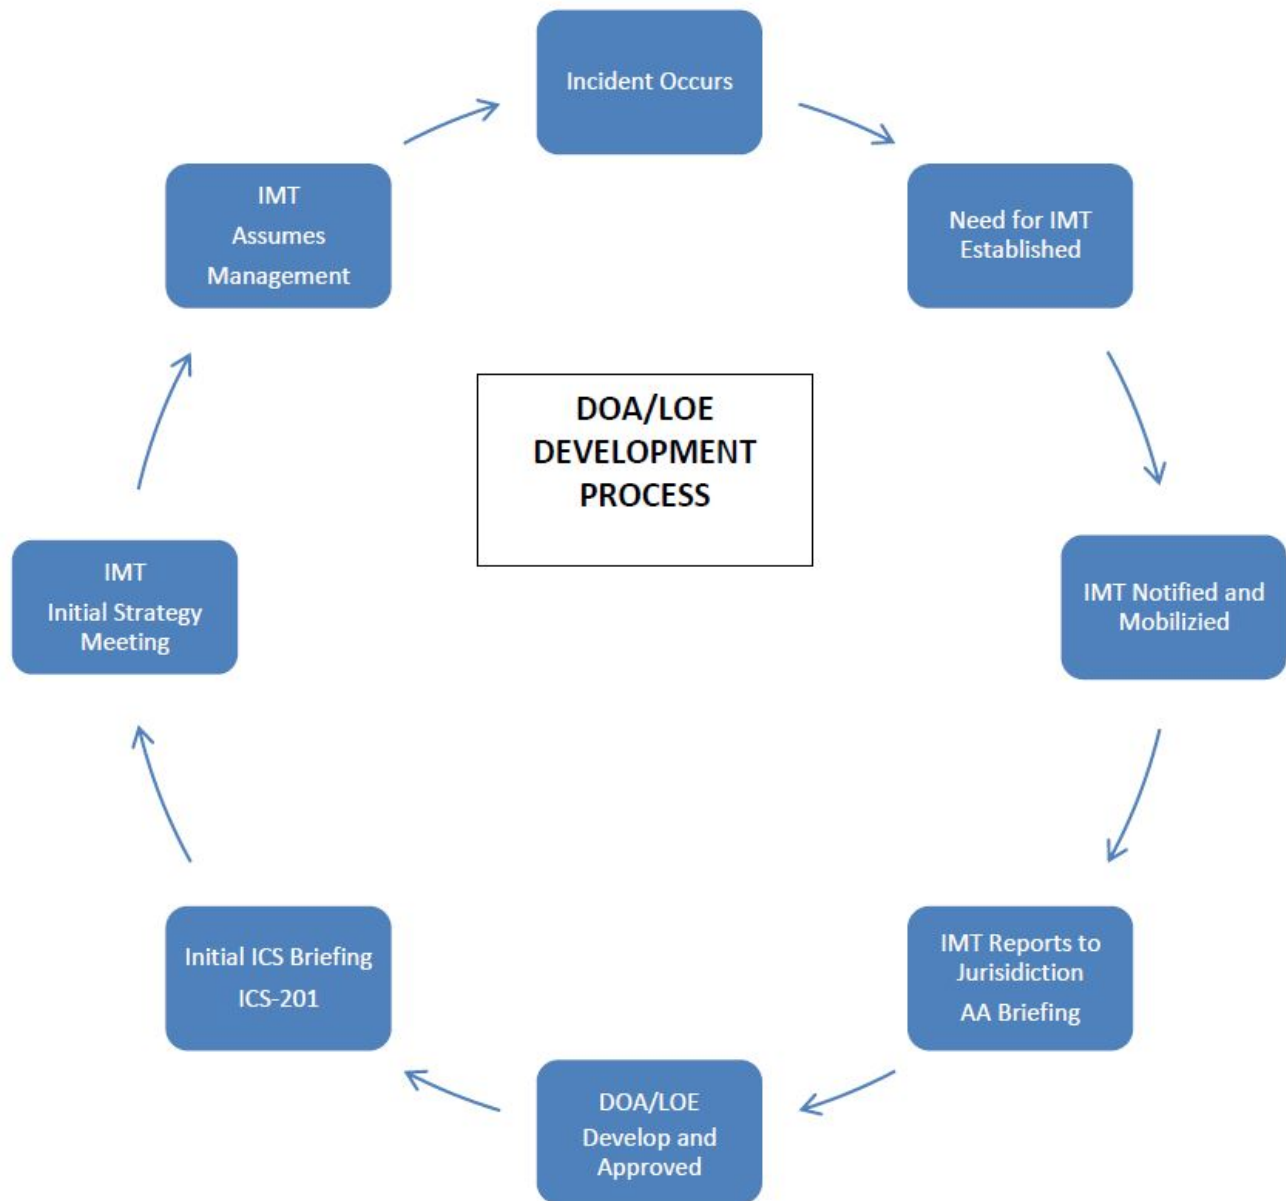 Incident Occurs
Need for IMT
Established
IMT Notified and
Mobilizied
IMT Reports to
Jurisidiction
AA Briefing
DOA/LOE
Develop and
Approved
Initial ICS Briefing
ICS-201
IMT
Initial Strategy
Meeting
IMT
Assumes
Management
DOA/LOE
DEVELOPMENT
PROCESS